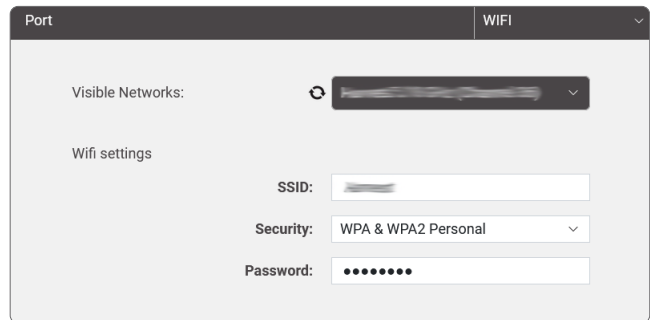 Port WIFI
Visible Networks:
Wifi settings
SSID:
Security: WPA & WPA2 Personal
Password: ●●●●●●●●